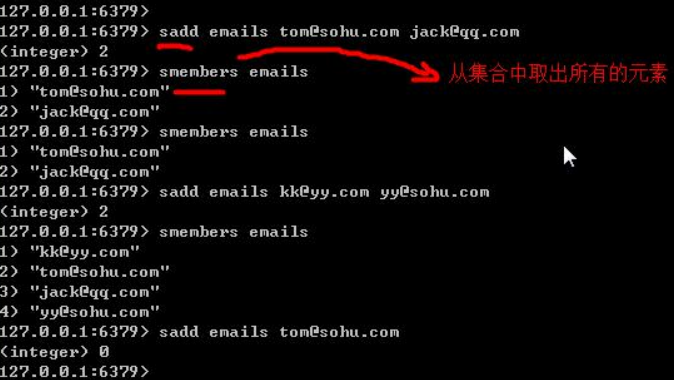 127.0.0.1:6379>
127.0.0.1:6379> sadd emails tom@sohu.com jack@qq.com
(integer) 2
127.0.0.1:6379> smembers emails
从集合中取出所有的元素
1) "tom@sohu.com"
2) "jack@qq.com"
127.0.0.1:6379> smembers emails
1) "tom@sohu.com"
2) "jack@qq.com"
127.0.0.1:6379> sadd emails kk@yy.com yy@sohu.com
(integer) 2
127.0.0.1:6379> smembers emails
1) "kk@yy.com"
2) "tom@sohu.com"
3) "jack@qq.com"
4) "yy@sohu.com"
127.0.0.1:6379> sadd emails tom@sohu.com
(integer) 0
127.0.0.1:6379>